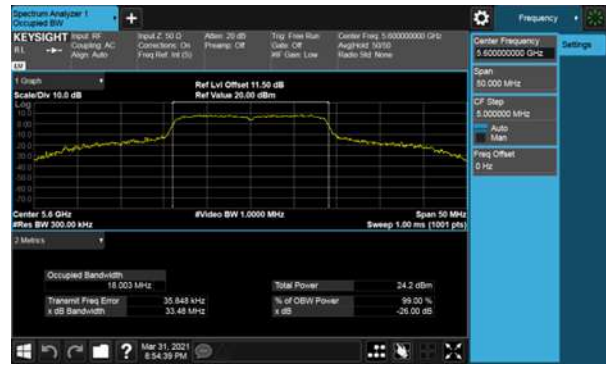 Spectrum Analyzer 1
Occupied BW
Frequency
KEYSIGHT
Input: RF
Coupling: AC
Align: Auto
Input Z: 50 Ω
Corrections: On
Freq Ref: Int (S)
Atten: 20 dB
Preamp: Off
Trig: Free Run
Gate: Off
#IF Gain: Low
Center Freq: 5.600000000 GHz
Avg|Hold: 50/50
Radio Std: None
RL
Center Frequency
5.600000000 GHz
Settings
Span
50.000 MHz
CF Step
5.000000 MHz
Auto
Man
Freq Offset
0 Hz
1 Graph
Scale/Div 10.0 dB
Ref Lvl Offset 11.50 dB
Ref Value 20.00 dBm
Log
10.0
0.00
Center 5.6 GHz
#Res BW 300.00 kHz
#Video BW 1.0000 MHz
Span 50 MHz
Sweep 1.00 ms (1001 pts)
2 Metrics
Occupied Bandwidth
18.003 MHz
Total Power
24.2 dBm
Transmit Freq Error
35.848 kHz
% of OBW Power
99.00 %
x dB Bandwidth
33.48 MHz
x dB
-26.00 dB
Mar 31, 2021
8:54:39 PM